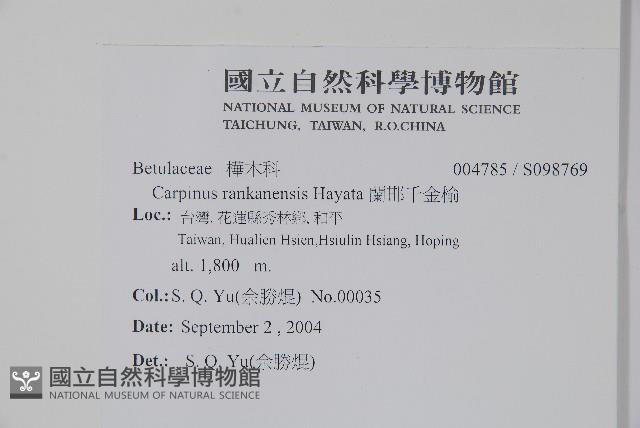 國立自然科學博物館
NATIONAL MUSEUM OF NATURAL SCIENCE
TAICHUNG, TAIWAN, R.O.CHINA
Betulaceae 樺木科 004785 / S098769
Carpinus rankanensis Hayata 蘭邯千金榆
Loc.: 台灣, 花蓮縣秀林鄉, 和平
Taiwan, Hualien Hsien,Hsiulin Hsiang, Hoping
alt. 1,800 m.
Col.: S. Q. Yu(余勝焜) No.00035
Date: September 2 , 2004
Det.: S. Q. Yu(余勝焜)
國立自然科學博物館
NATIONAL MUSEUM OF NATURAL SCIENCE